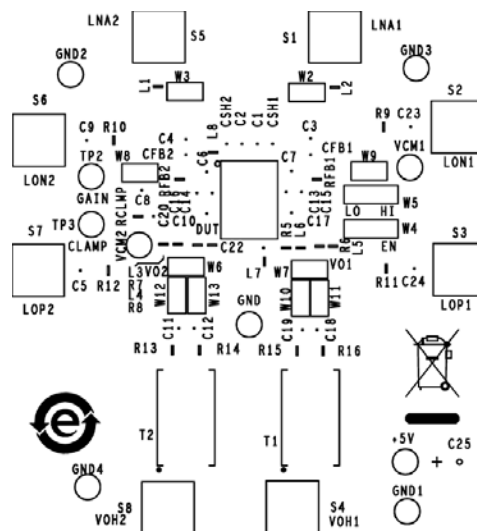 LNA2
LNA1
S5
S1
GND2
GND3
L1
W3
W2
L2
S6
S2
CSH2
C2
C1
CSH1
R9
C23
C9
R10
C4
L8
C3
LON2
LON1
TP2
W8
CFB2
C6
CFB1
VCM1
RFB2
C7
RFB1
W9
GAIN
RCLMP
C8
C20
C16
C14
C13
C15
W5
LO
HI
S7
TP3
C10
DUT
R5
L6
C17
W4
S3
CLAMP
VCM2
C22
R6
L5
EN
LOP2
LOP1
C5
R12
L3
VO2
W6
L7
W7
VO1
R11
C24
R7
L4
R8
W12
W13
GND
W10
W11
C11
C12
C19
C18
R13
R14
R15
R16
e
T2
T1
+5V
+
C25
GND4
S8
VOH2
S4
VOH1
GND1